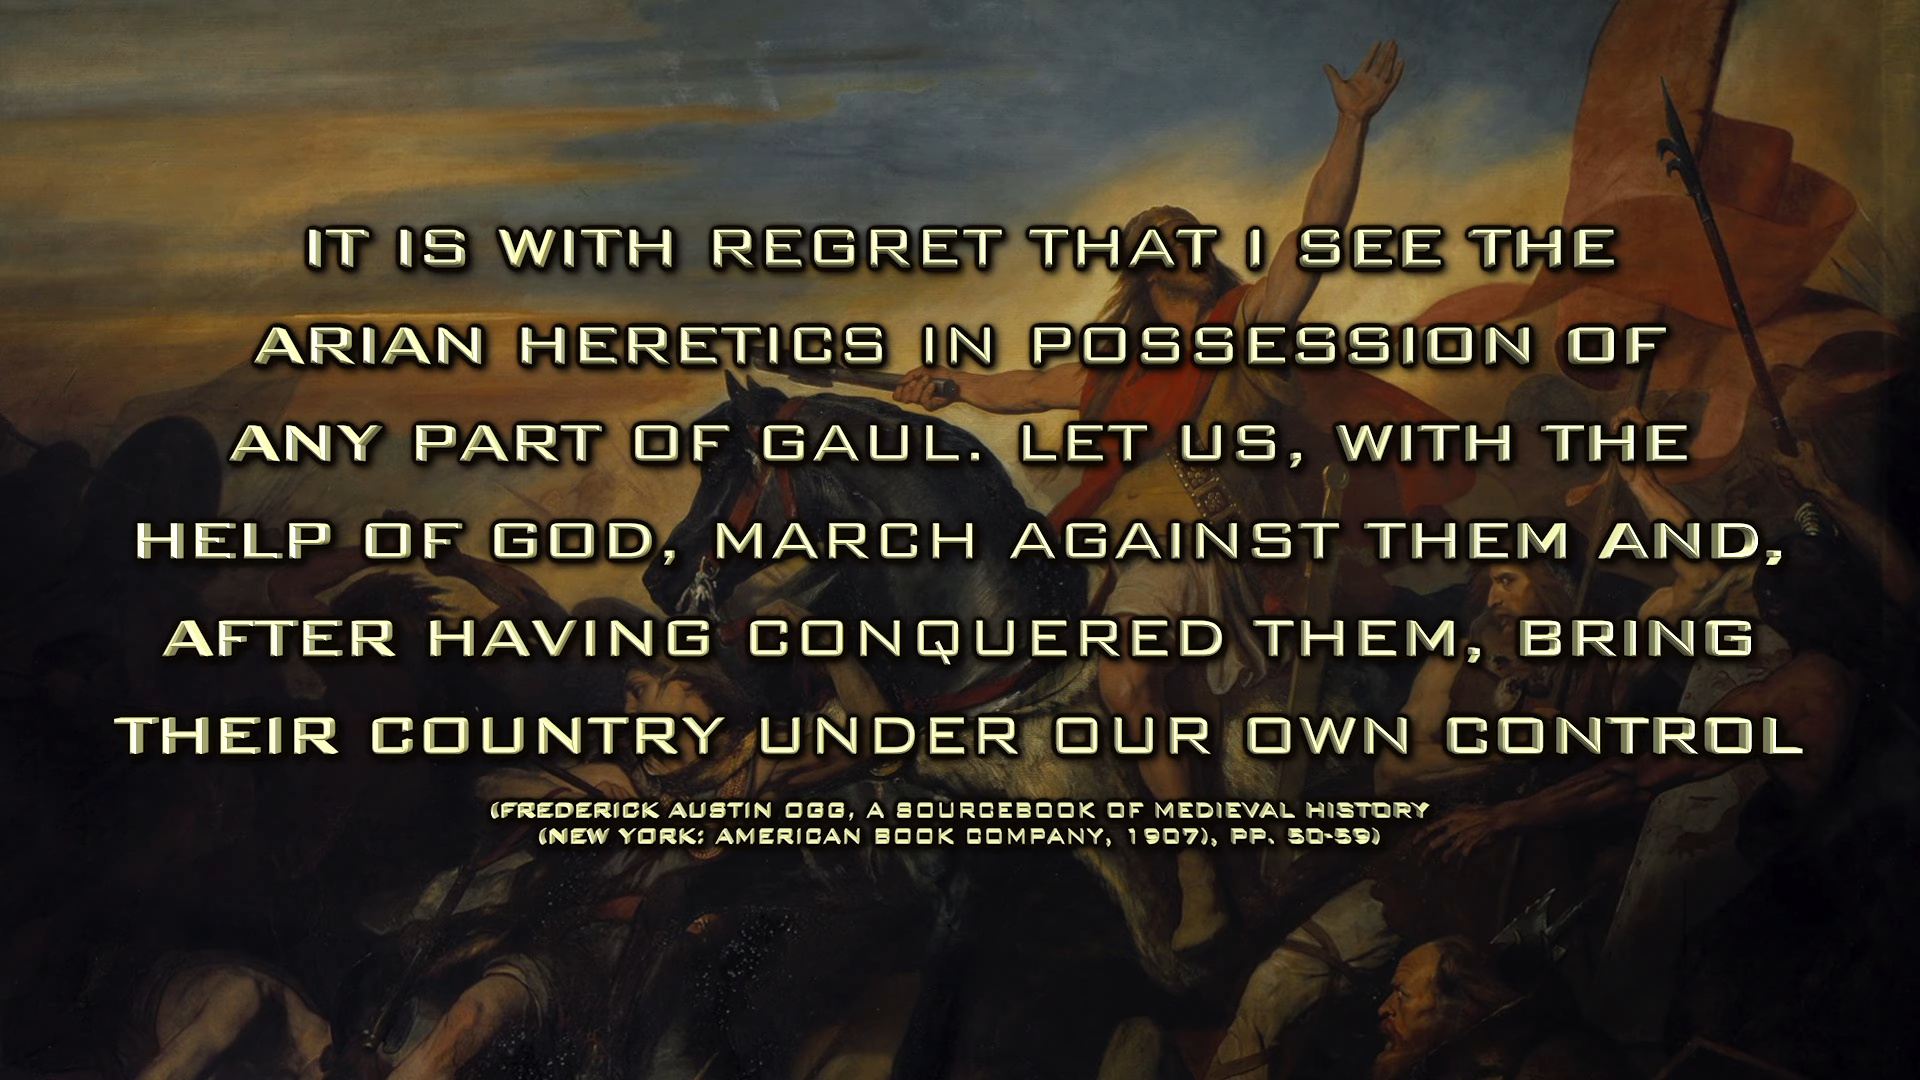 IT IS WITH REGRET THAT I SEE THE
ARIAN HERETICS IN POSSESSION OF
ANY PART OF GAUL. LET US, WITH THE
HELP OF GOD, MARCH AGAINST THEM AND,
AFTER HAVING CONQUERED THEM, BRING
THEIR COUNTRY UNDER OUR OWN CONTROL
(FREDERICK AUSTIN OGG, A SOURCEBOOK OF MEDIEVAL HISTORY
(NEW YORK: AMERICAN BOOK COMPANY, 1907), PP. 50-59)